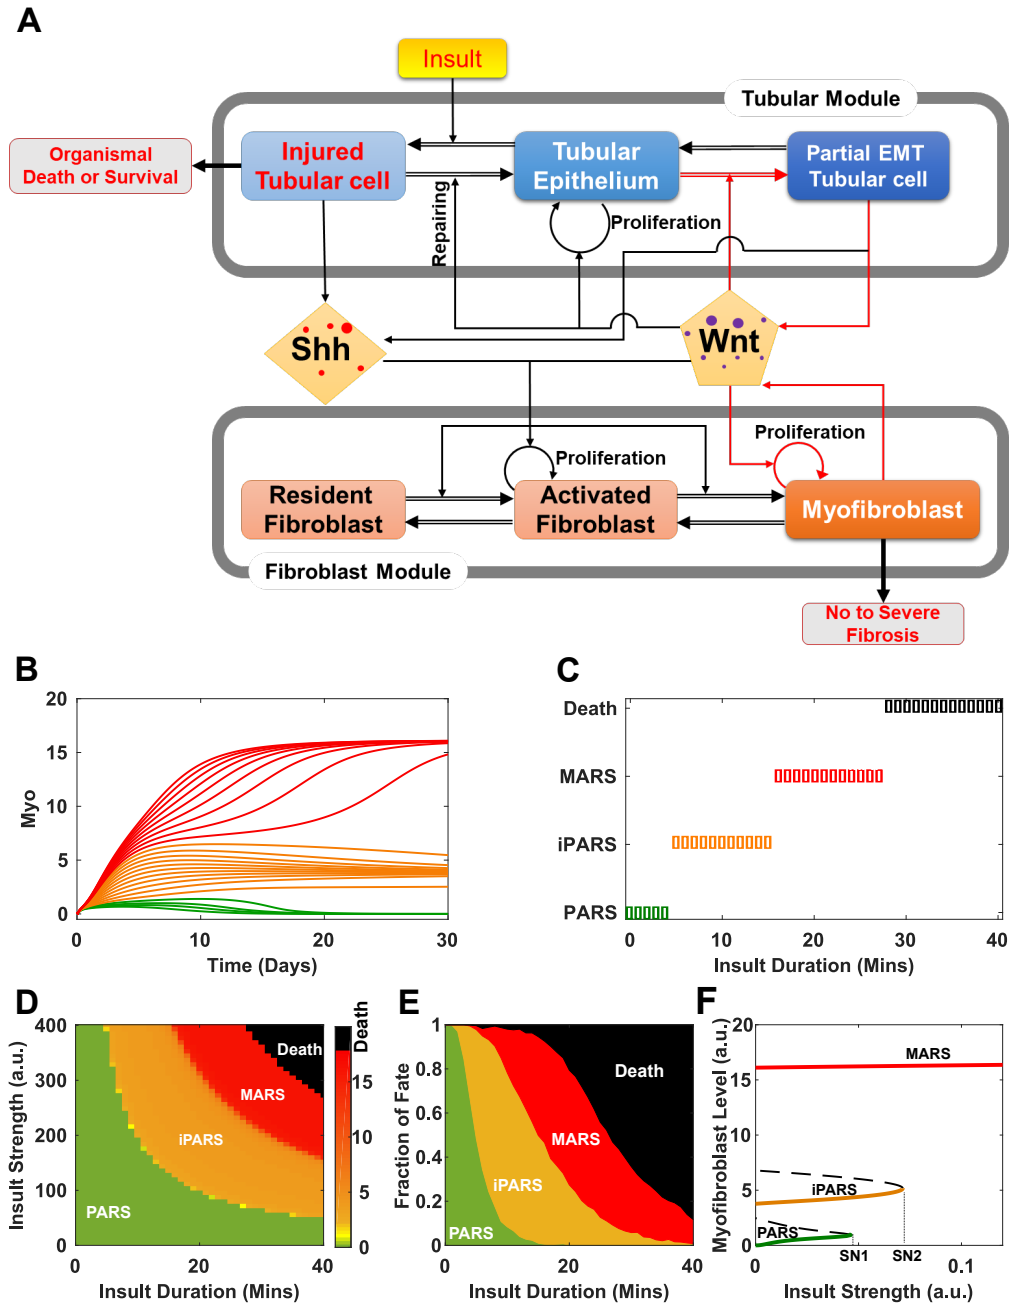 A
Insult
Tubular Module
Organismal
Death or Survival
Injured
Tubular cell
Tubular
Epithelium
Partial EMT
Tubular cell
Repairing
Proliferation
Shh
Wnt
Proliferation
Proliferation
Resident
Fibroblast
Activated
Fibroblast
Myofibroblast
Fibroblast Module
No to Severe
Fibrosis
B
20
15
10
5
0
Myo
0 10 20 30
Time (Days)
C
Death
MARS
iPARS
PARS
0 10 20 30 40
Insult Duration (Mins)
D
400
300
200
100
0
Insult Strength (a.u.)
Death
MARS
iPARS
PARS
0 20 40
Insult Duration (Mins)
Death
15
10
5
0
E
1
0.8
0.6
0.4
0.2
0
Fraction of Fate
Death
MARS
iPARS
PARS
0 20 40
Insult Duration (Mins)
F
20
15
10
5
0
Myofibroblast Level (a.u.)
MARS
iPARS
PARS
SN1 SN2
0 0.1
Insult Strength (a.u.)